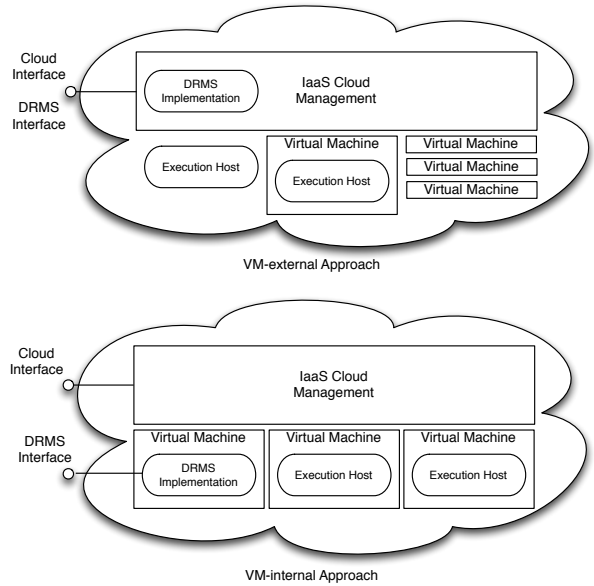 Cloud
Interface
DRMS
Interface
DRMS
Implementation
IaaS Cloud
Management
Execution Host
Virtual Machine
Execution Host
Virtual Machine
Virtual Machine
Virtual Machine
VM-external Approach
Cloud
Interface
IaaS Cloud
Management
DRMS
Interface
Virtual Machine
DRMS
Implementation
Virtual Machine
Execution Host
Virtual Machine
Execution Host
VM-internal Approach